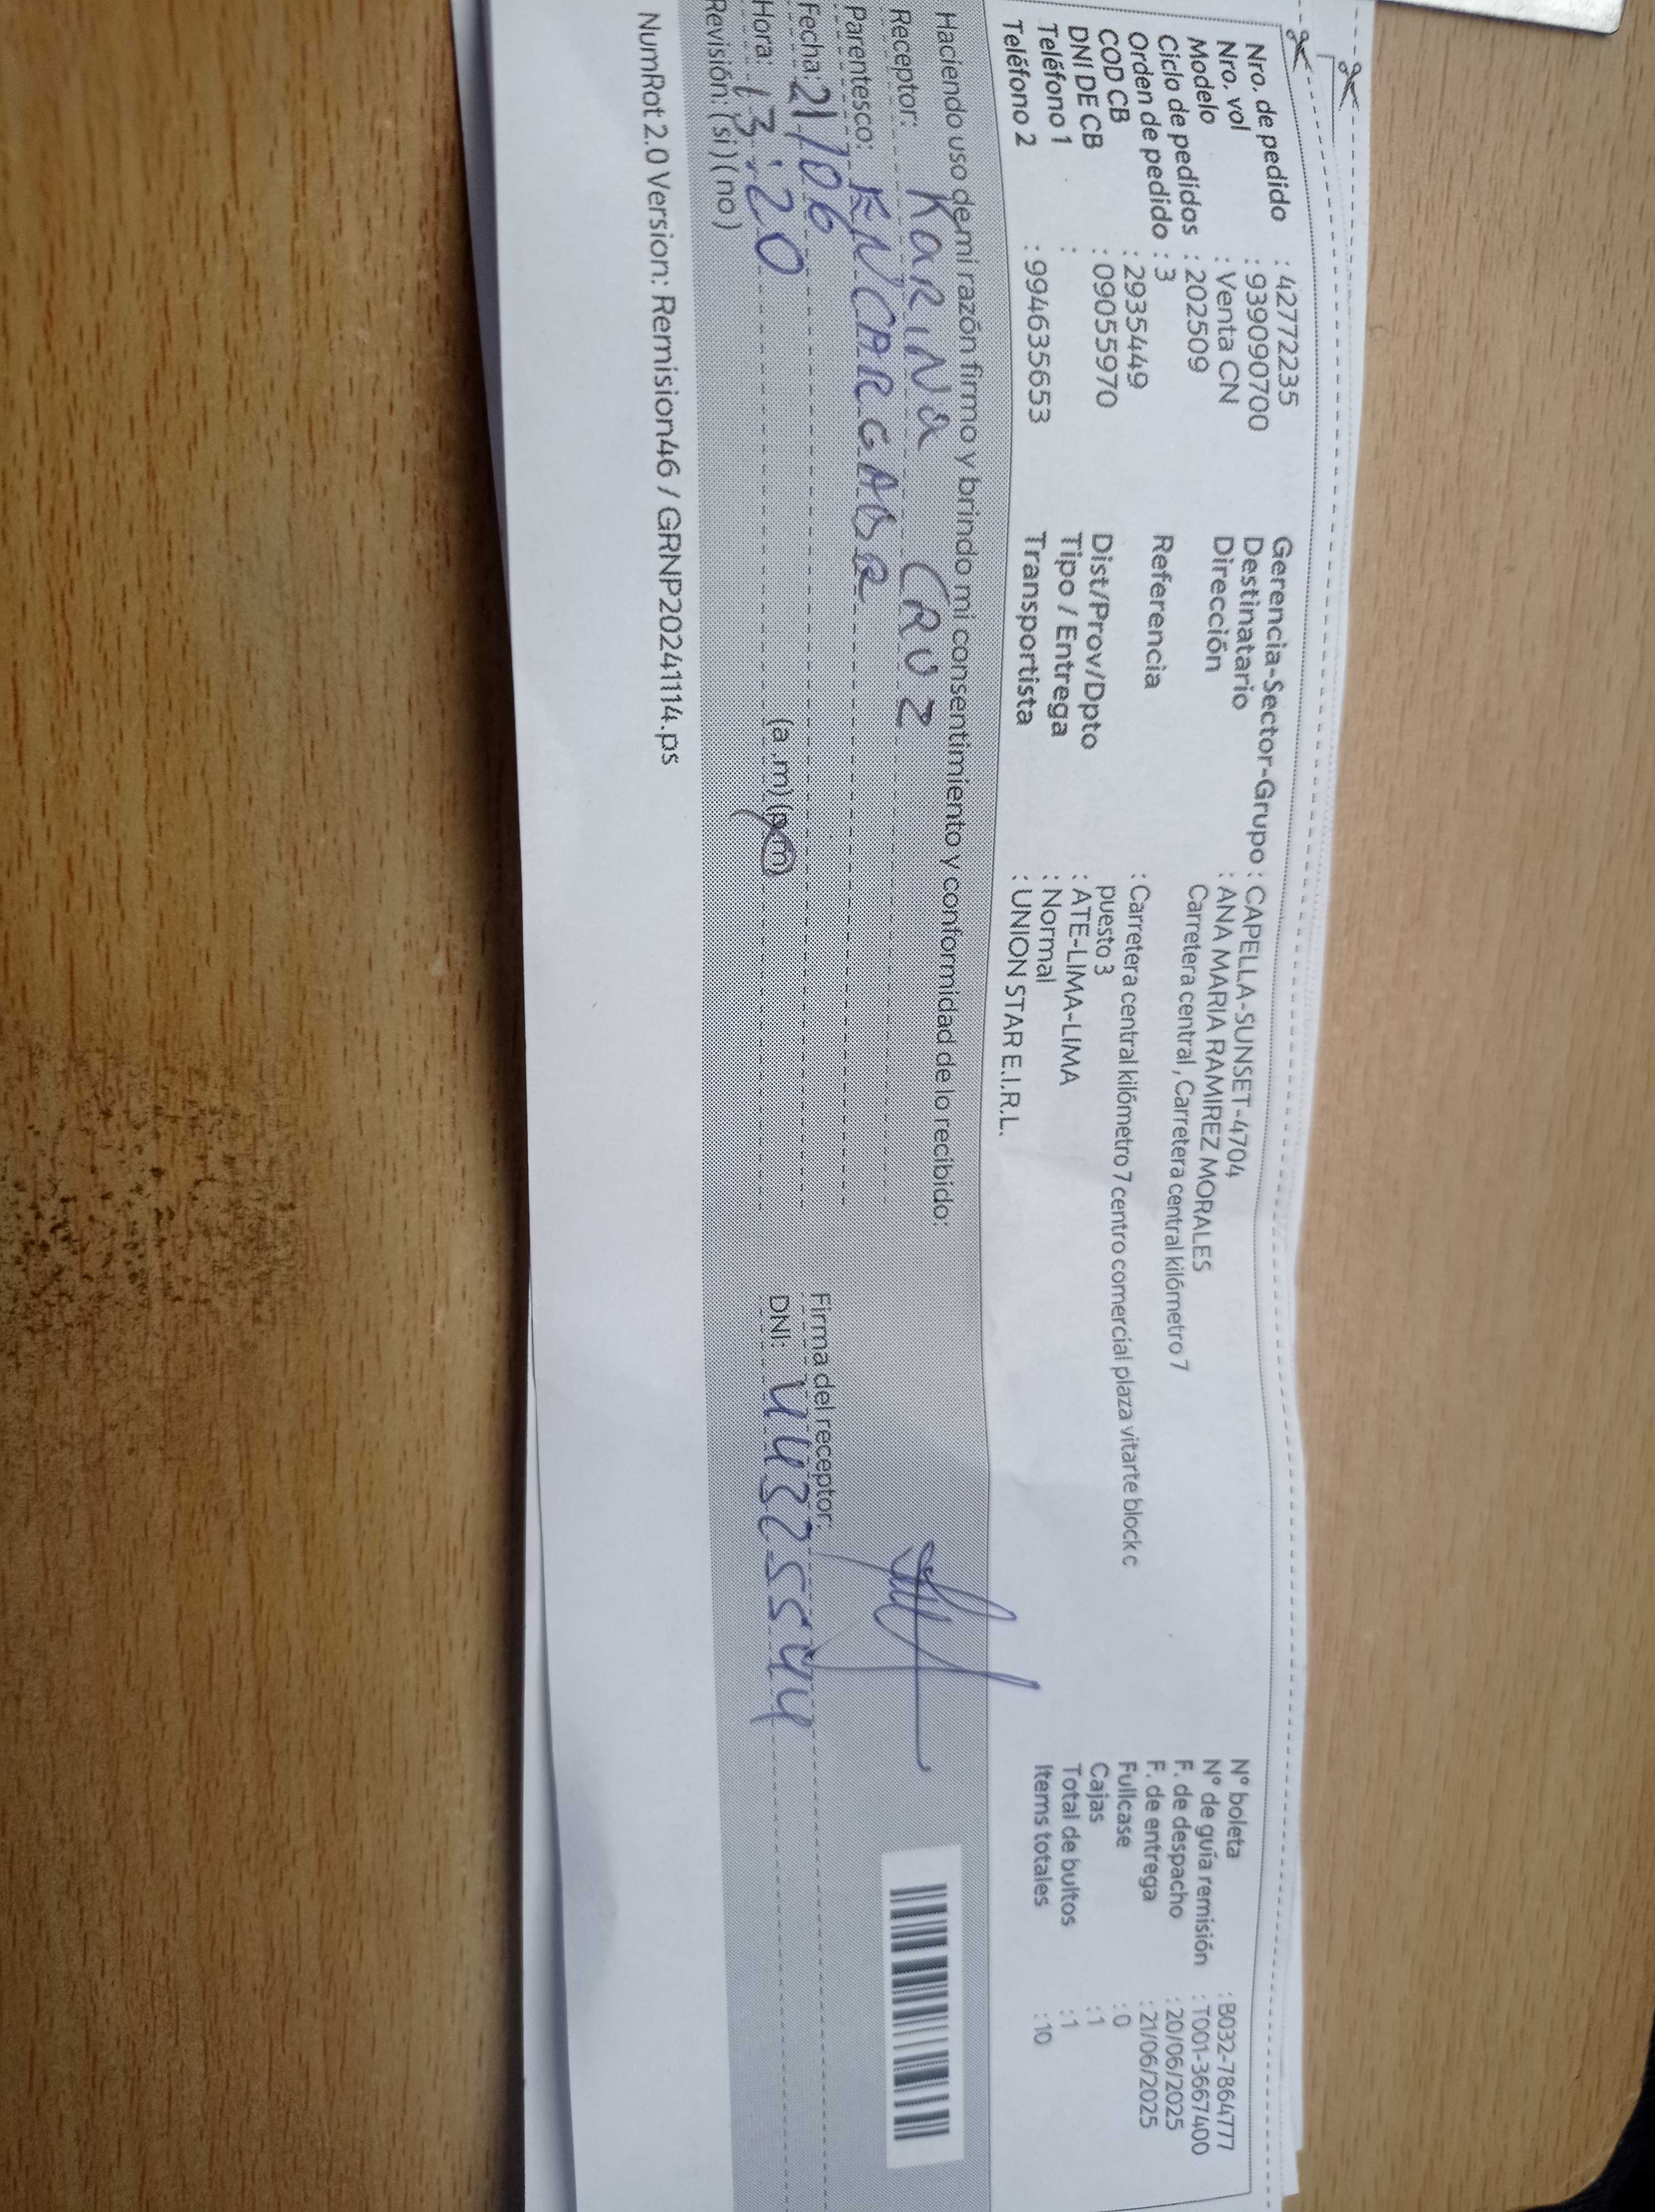 Nro. de pedido : 427772235
Nro. vol : 939090700
Modelo : Venta CN
Ciclo de pedidos : 202509
Orden de pedido : 3
COD CB : 2935449
DNI DE CB : 09055970
Teléfono 1 :
Teléfono 2 : 994635653
Gerencia-Sector-Grupo : CAPELLA-SUNSET-4704
Destinatario : ANA MARIA RAMIREZ MORALES
Dirección Carretera central , Carretera central kilómetro 7
Referencia : Carretera central kilómetro 7 centro comercial plaza vitarte block c
puesto 3
Dist/Prov/Dpto : ATE-LIMA-LIMA
Tipo / Entrega : Normal
Transportista : UNION STAR E.I.R.L.
N° boleta : B032-7864777
N° de guía remisión : T001-3667400
F. de despacho : 20/06/2025
F. de entrega : 21/06/2025
Fullcase : 0
Cajas : 1
Total de bultos : 1
Items totales : 10
Haciendo uso de mi razón firmo y brindo mi consentimiento y conformidad de lo recibido:
Receptor: KaRiNa CRUZ
Parentesco: ENCARGADA
Fecha: 21/06
Hora: 13:20 (a .m) (p.m)
Revisión: ( si ) ( no )
Firma del receptor:
DNI: 44325544
NumRot 2.0 Version: Remision46 / GRNP20241114.ps